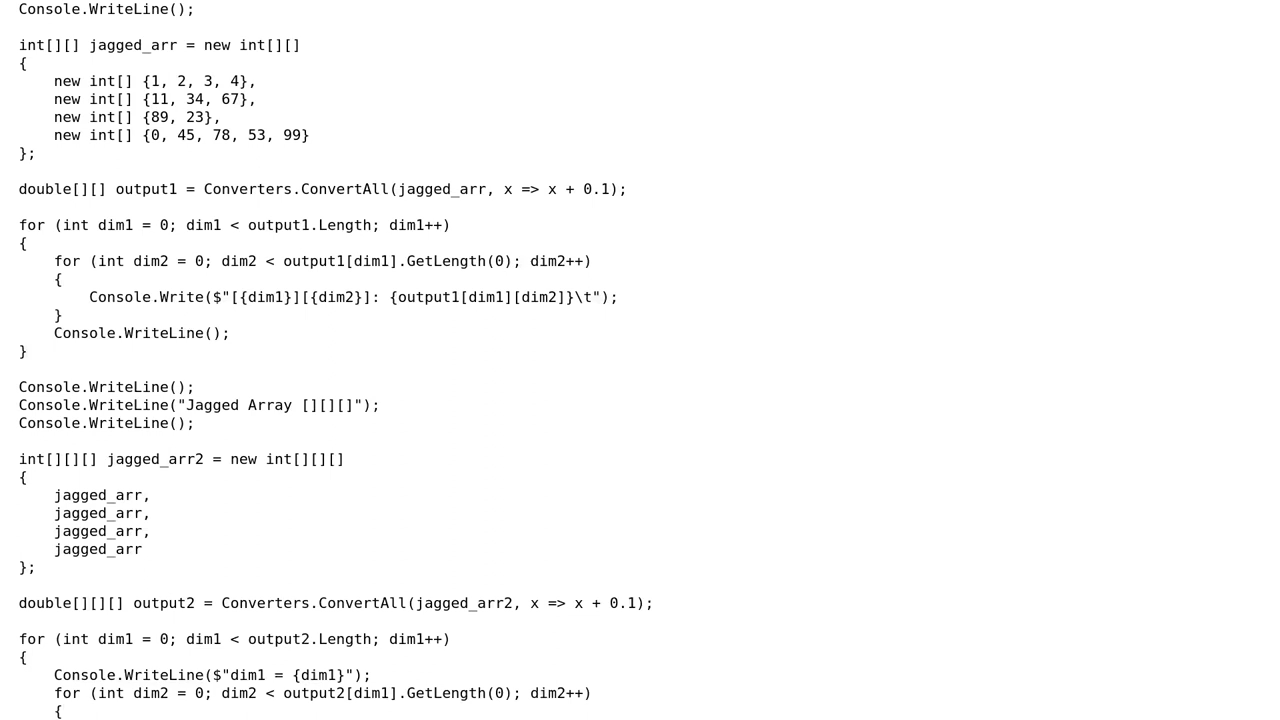 Console.WriteLine();

int[][] jagged_arr = new int[][]
{
    new int[] {1, 2, 3, 4},
    new int[] {11, 34, 67},
    new int[] {89, 23},
    new int[] {0, 45, 78, 53, 99}
};

double[][] output1 = Converters.ConvertAll(jagged_arr, x => x + 0.1);

for (int dim1 = 0; dim1 < output1.Length; dim1++)
{
    for (int dim2 = 0; dim2 < output1[dim1].GetLength(0); dim2++)
    {
        Console.Write($"[{dim1}][{dim2}]: {output1[dim1][dim2]}\t");
    }
    Console.WriteLine();
}

Console.WriteLine();
Console.WriteLine("Jagged Array [][][]");
Console.WriteLine();

int[][][] jagged_arr2 = new int[][][]
{
    jagged_arr,
    jagged_arr,
    jagged_arr,
    jagged_arr
};

double[][][] output2 = Converters.ConvertAll(jagged_arr2, x => x + 0.1);

for (int dim1 = 0; dim1 < output2.Length; dim1++)
{
    Console.WriteLine($"dim1 = {dim1}");
    for (int dim2 = 0; dim2 < output2[dim1].GetLength(0); dim2++)
    {